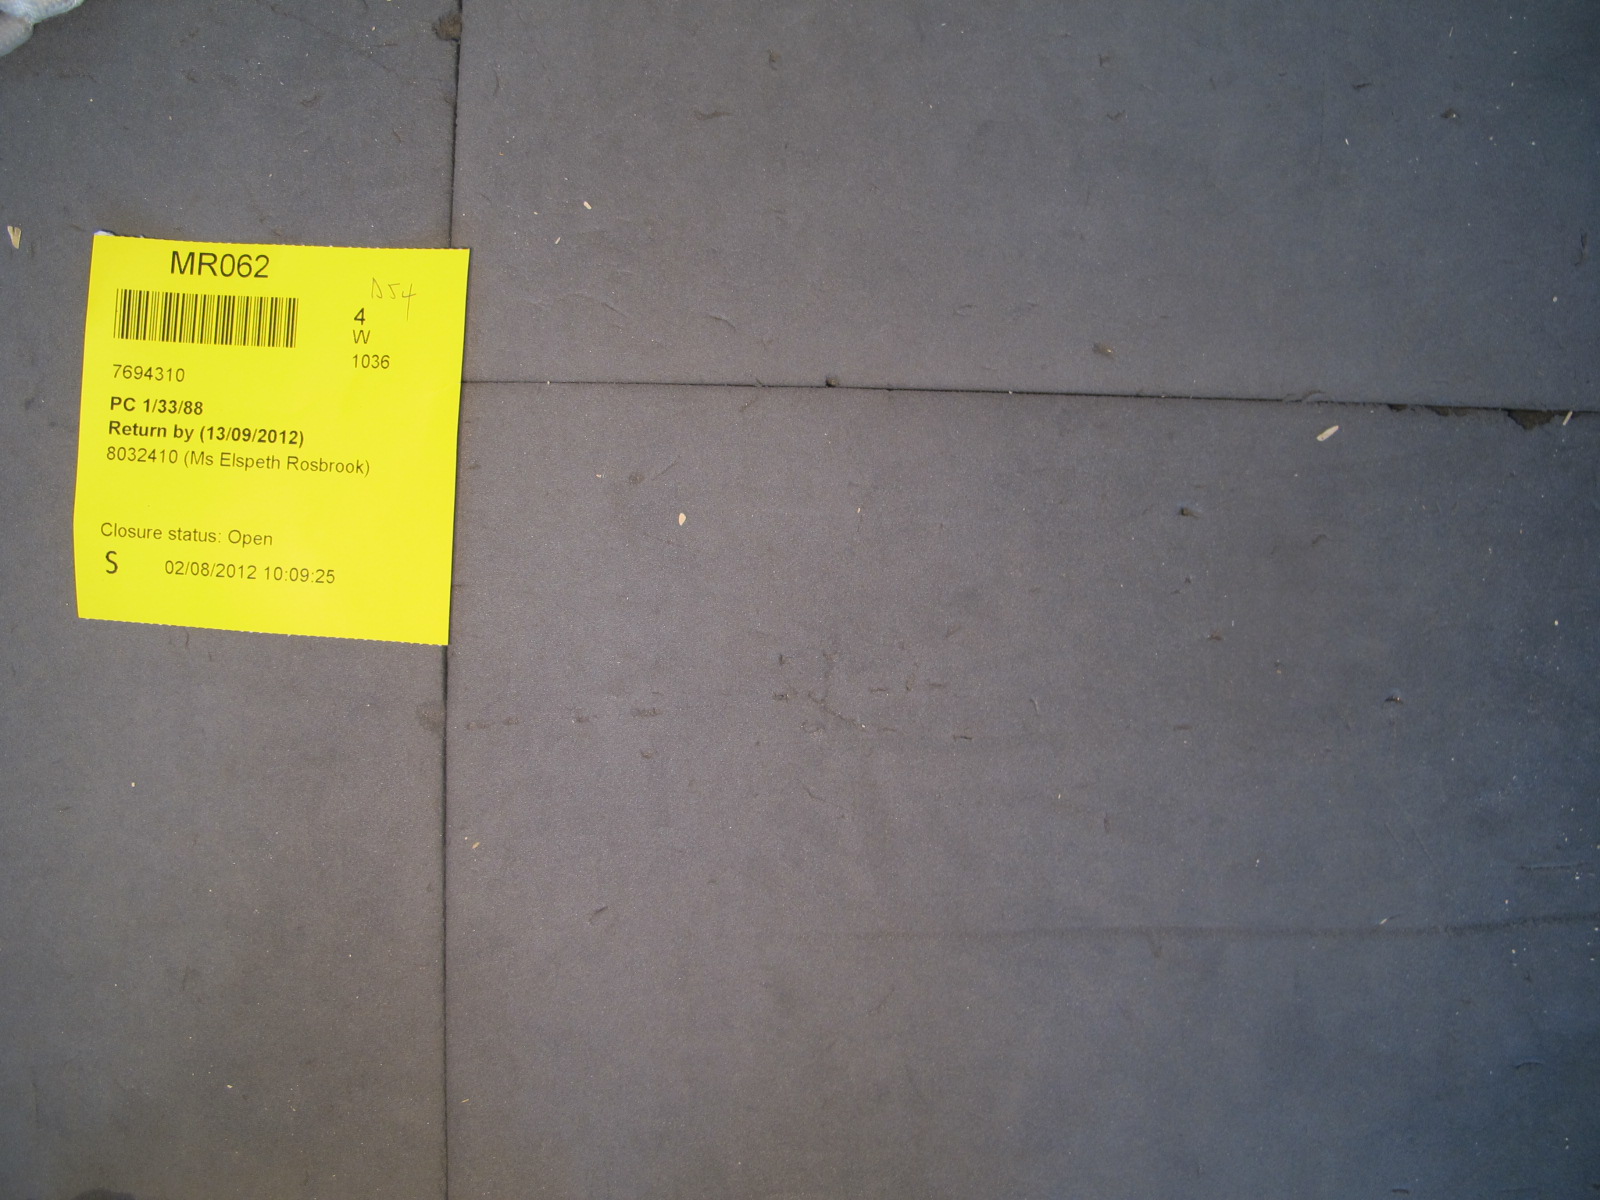 MR062
D54
4
W
1036
7694310
PC 1/33/88
Return by (13/09/2012)
8032410 (Ms Elspeth Rosbrook)
Closure status: Open
S 02/08/2012 10:09:25